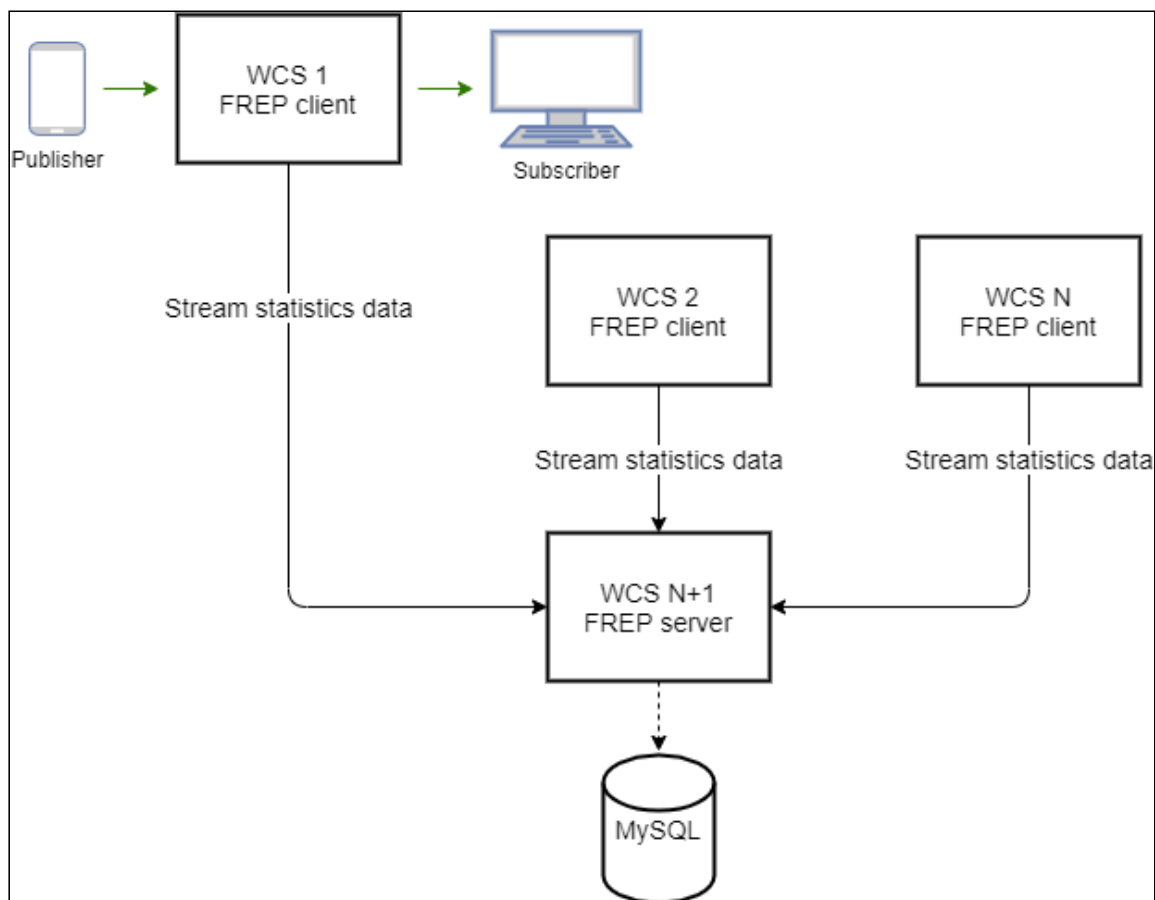 WCS 1
FREP client
Publisher
Subscriber
Stream statistics data
WCS 2
FREP client
WCS N
FREP client
Stream statistics data
Stream statistics data
WCS N+1
FREP server
MySQL